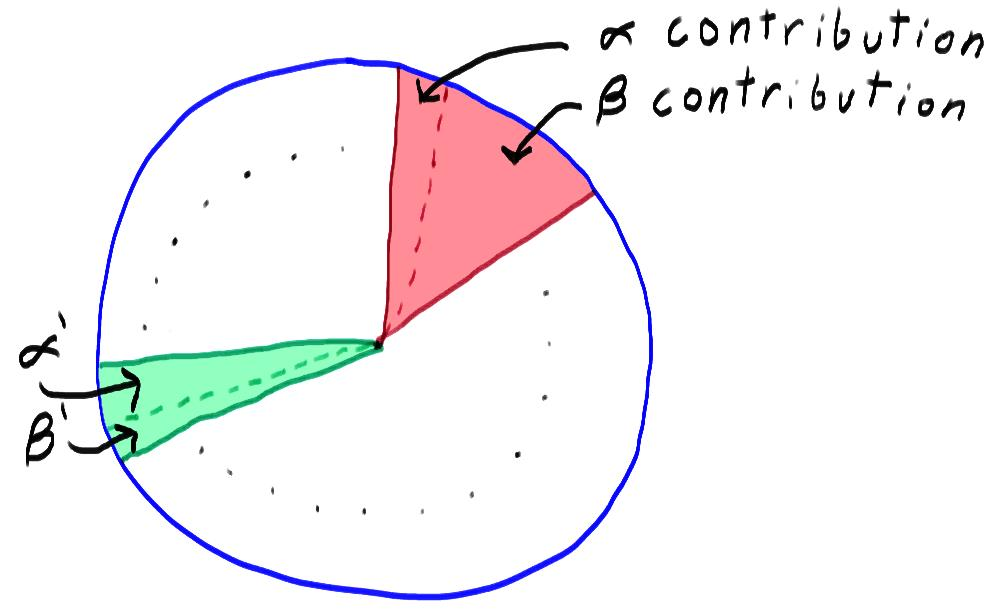 α contribution
β contribution
α'
β'